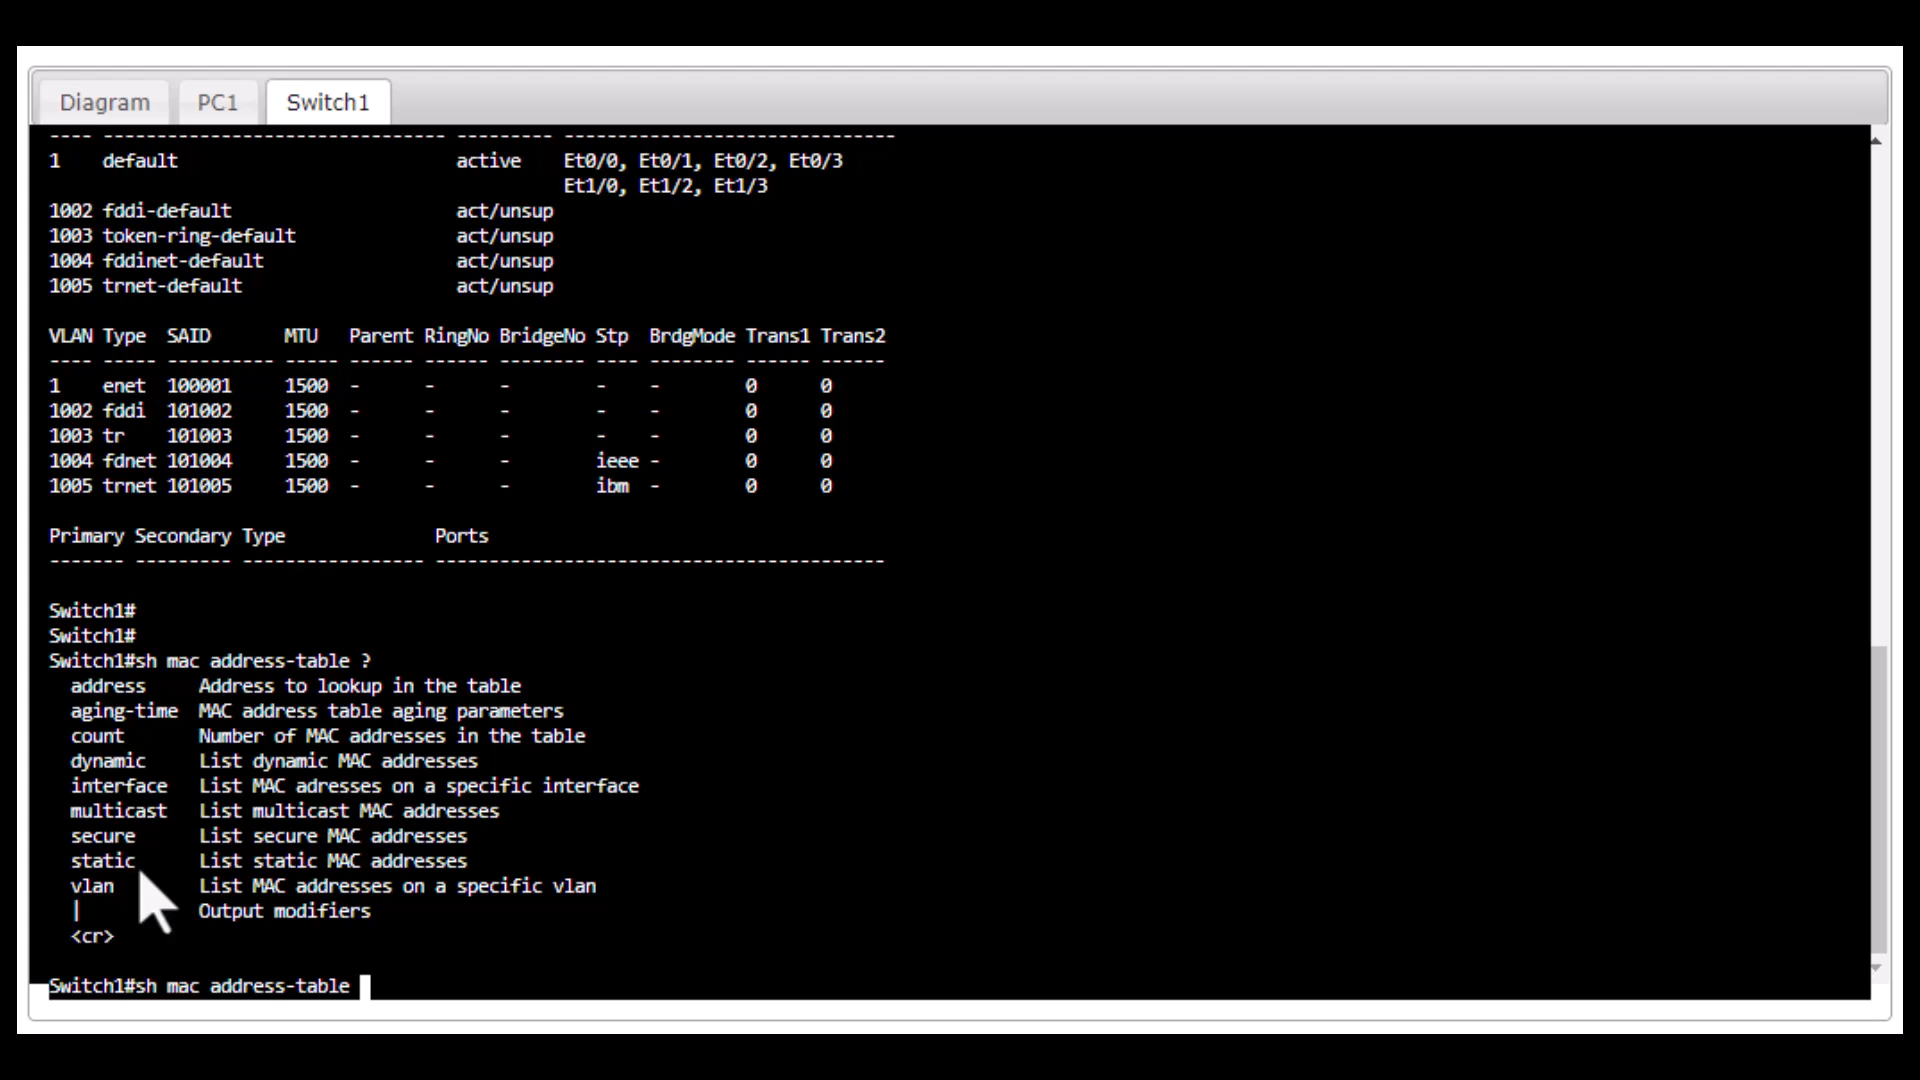 Diagram PC1 Switch1
---- -------------------------------- --------- -------------------------------
1    default                          active    Et0/0, Et0/1, Et0/2, Et0/3
                                                Et1/0, Et1/2, Et1/3
1002 fddi-default                     act/unsup
1003 token-ring-default               act/unsup
1004 fddinet-default                  act/unsup
1005 trnet-default                    act/unsup
VLAN Type  SAID       MTU   Parent RingNo BridgeNo Stp  BrdgMode Trans1 Trans2
---- ----- ---------- ----- ------ ------ -------- ---- -------- ------ ------
1    enet  100001     1500  -      -      -        -    -        0      0
1002 fddi  101002     1500  -      -      -        -    -        0      0
1003 tr    101003     1500  -      -      -        -    -        0      0
1004 fdnet 101004     1500  -      -      -        ieee -        0      0
1005 trnet 101005     1500  -      -      -        ibm  -        0      0
Primary Secondary Type              Ports
------- --------- ----------------- ------------------------------------------
Switch1#
Switch1#
Switch1#sh mac address-table ?
  address     Address to lookup in the table
  aging-time  MAC address table aging parameters
  count       Number of MAC addresses in the table
  dynamic     List dynamic MAC addresses
  interface   List MAC adresses on a specific interface
  multicast   List multicast MAC addresses
  secure      List secure MAC addresses
  static      List static MAC addresses
  vlan        List MAC addresses on a specific vlan
  |           Output modifiers
  <cr>
Switch1#sh mac address-table